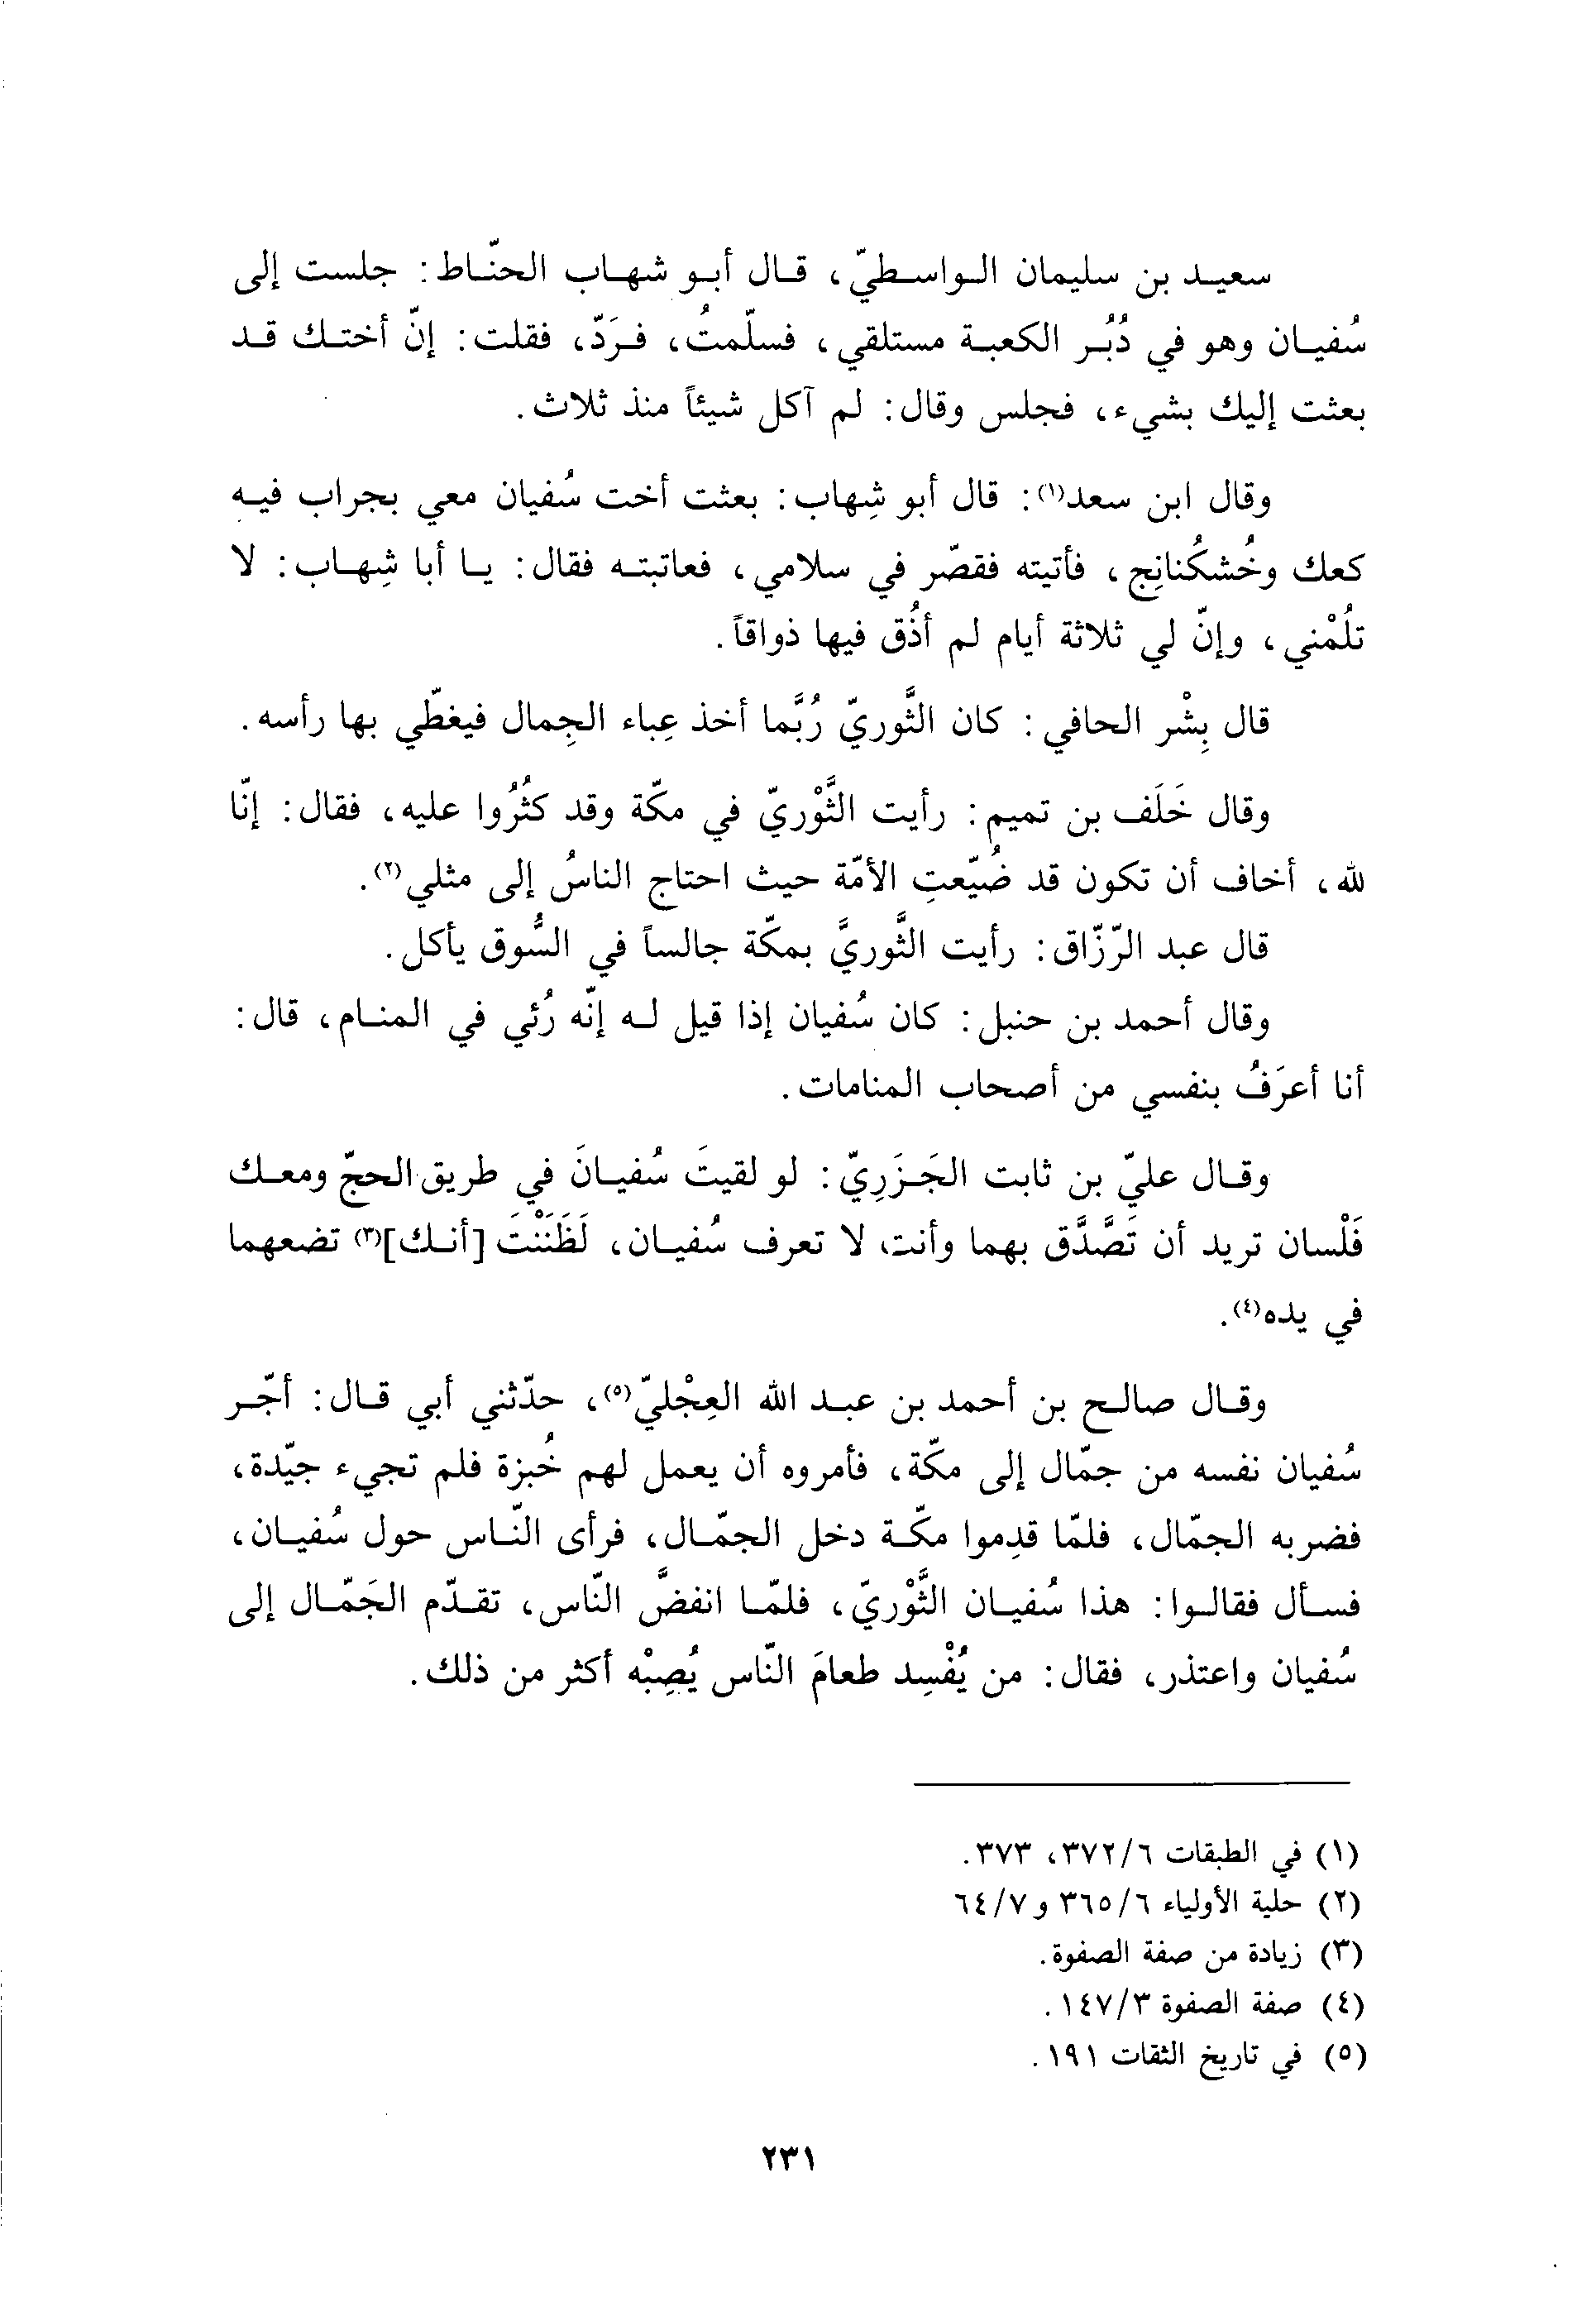 سعيد بن سليمان الواسطيّ، قال أبو شهاب الحنّاط: جلست إلى
سُفيان وهو في دُبُر الكعبة مستلقي، فسلّمتُ، فرَدّ، فقلت: إنّ أختك قد
بعثت إليك بشيء، فجلس وقال: لم آكل شيئاً منذ ثلاث.
وقال ابن سعد(١): قال أبو شِهاب: بعثت أخت سُفيان معي بجراب فيه
كعك وخُشكُنانِج، فأتيته فقصّر في سلامي، فعاتبته فقال: يا أبا شِهاب: لا
تلُمْني، وإنّ لي ثلاثة أيام لم أذُق فيها ذواقاً.
قال بِشْر الحافي: كان الثَّوريّ رُبَّما أخذ عِباء الجِمال فيغطّي بها رأسه.
وقال خَلَف بن تميم: رأيت الثَّوْريّ في مكّة وقد كثُرُوا عليه، فقال: إنّا
لله، أخاف أن تكون قد ضُيّعتِ الأمّة حيث احتاج الناسُ إلى مثلي(٢).
قال عبد الرّزّاق: رأيت الثَّوريَّ بمكّة جالساً في السُّوق يأكل.
وقال أحمد بن حنبل: كان سُفيان إذا قيل له إنّه رُئي في المنام، قال:
أنا أعرَفُ بنفسي من أصحاب المنامات.
وقال عليّ بن ثابت الجَزَرِيّ: لو لقيتَ سُفيانَ في طريق الحجّ ومعك
فَلْسان تريد أن تَصَّدَّق بهما وأنت لا تعرف سُفيان، لَظَنَنْتَ [أنك](٣) تضعهما
في يده(٤).
وقال صالح بن أحمد بن عبد الله العِجْليّ(٥)، حدّثني أبي قال: أجّر
سُفيان نفسه من جمّال إلى مكّة، فأمروه أن يعمل لهم خُبزة فلم تجيء جيّدة،
فضربه الجمّال، فلمّا قدِموا مكّة دخل الجمّال، فرأى النّاس حول سُفيان،
فسأل فقالوا: هذا سُفيان الثَّوْريّ، فلمّا انفضَّ النّاس، تقدّم الجَمّال إلى
سُفيان واعتذر، فقال: من يُفْسِد طعامَ النّاس يُصِبْه أكثر من ذلك.
(١) في الطبقات ٣٧٢/٦، ٣٧٣.
(٢) حلية الأولياء ٣٦٥/٦ و ٦٤/٧
(٣) زيادة من صفة الصفوة.
(٤) صفة الصفوة ١٤٧/٣.
(٥) في تاريخ الثقات ١٩١.
٢٣١